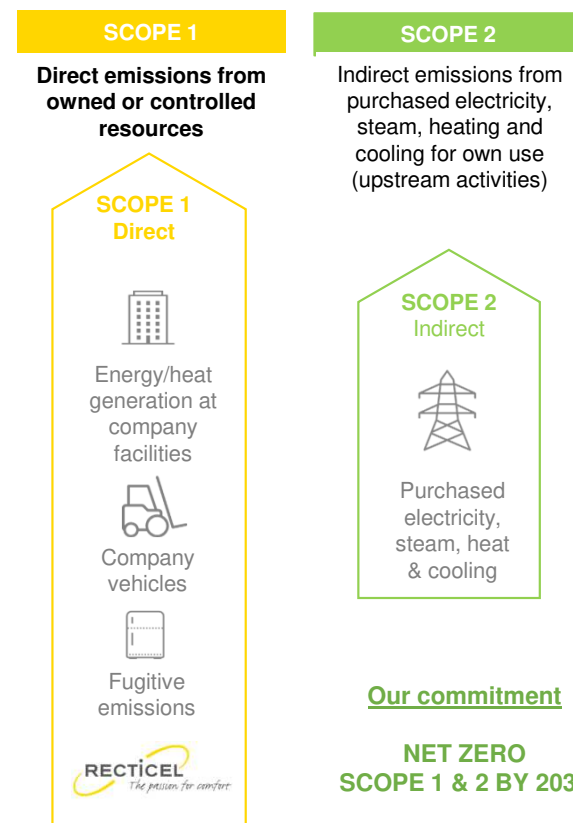 SCOPE 1
Direct emissions from
owned or controlled
resources
SCOPE 1
Direct
Energy/heat
generation at
company
facilities
Company
vehicles
Fugitive
emissions
RECTICEL
The passion for comfort
SCOPE 2
Indirect emissions from
purchased electricity,
steam, heating and
cooling for own use
(upstream activities)
SCOPE 2
Indirect
Purchased
electricity,
steam, heat
& cooling
Our commitment
NET ZERO
SCOPE 1 & 2 BY